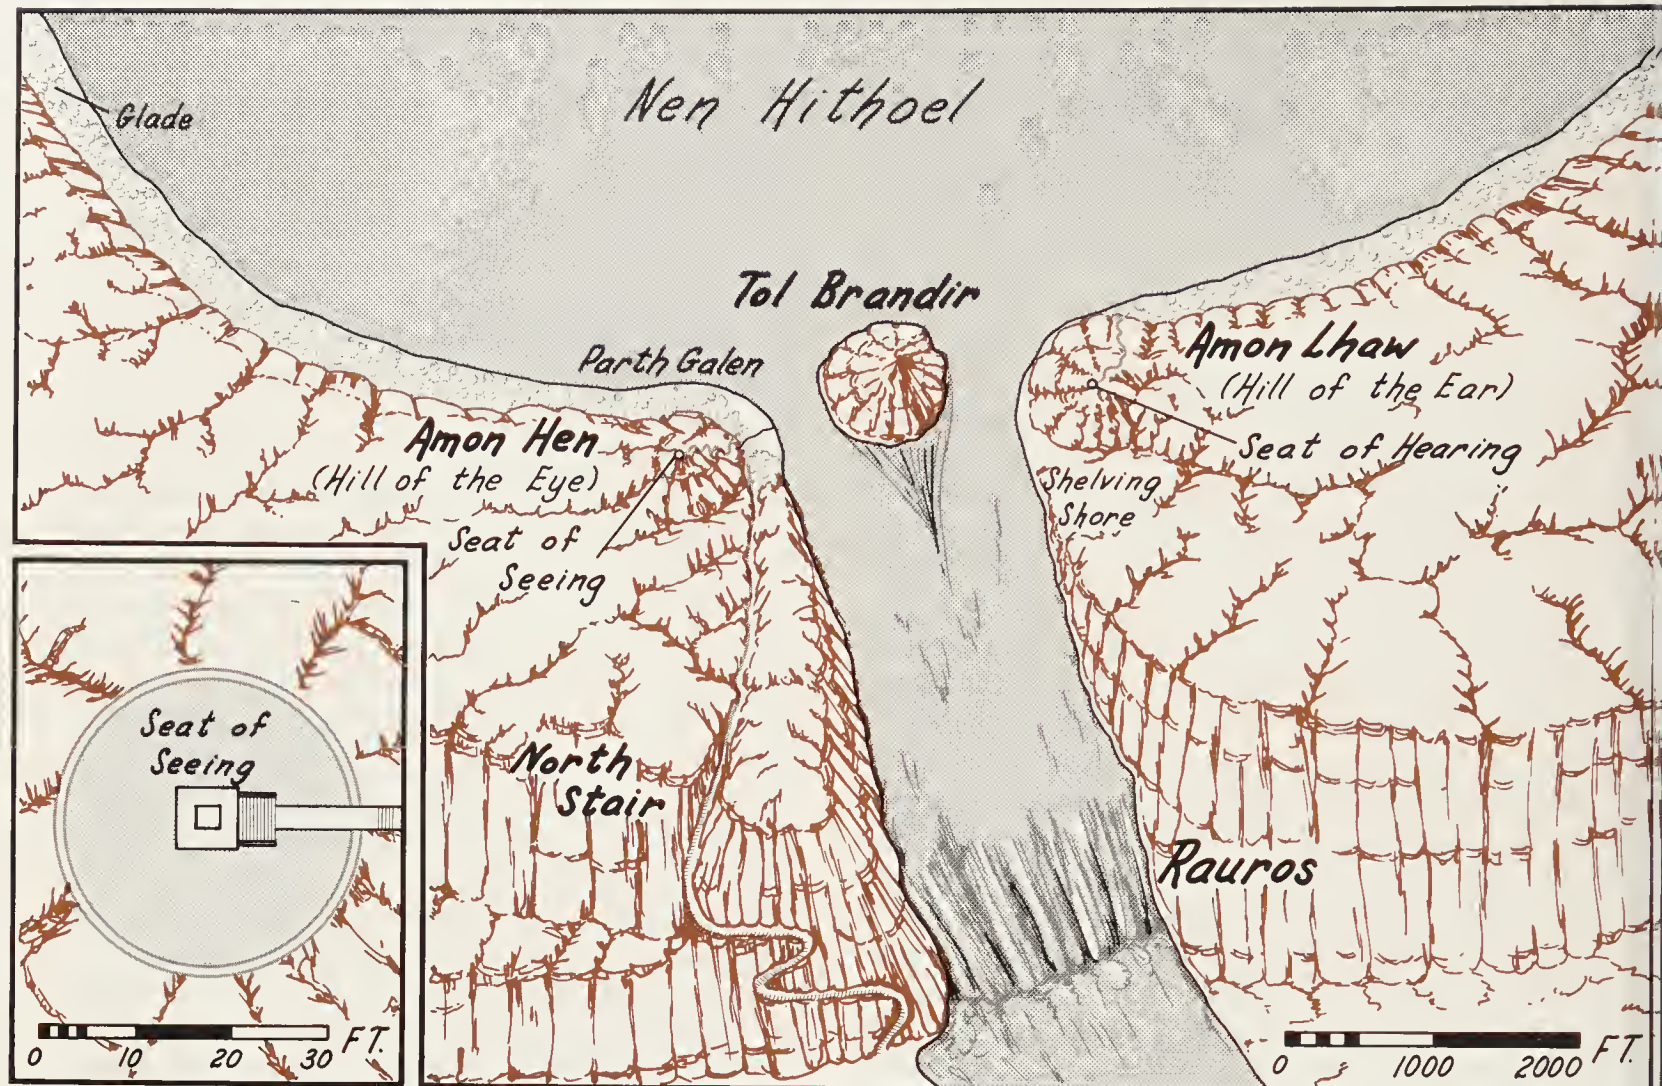 Nen Hithoel
Glade
Tol Brandir
Parth Galen
Amon Lhaw
(Hill of the Ear)
Amon Hen
(Hill of the Eye)
Seat of Hearing
Shelving
Shore
Seat of
Seeing
Seat of
Seeing
North
Stair
Rauros
0 10 20 30 FT.
0 1000 2000 FT.